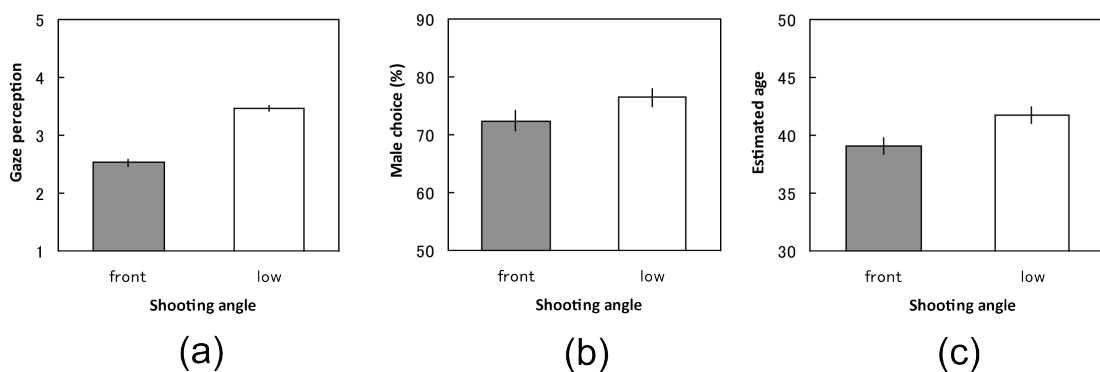 5
4
3
2
1
Gaze perception
front low
Shooting angle
(a)
90
80
70
60
50
Male choice (%)
front low
Shooting angle
(b)
50
45
40
35
30
Estimated age
front low
Shooting angle
(c)